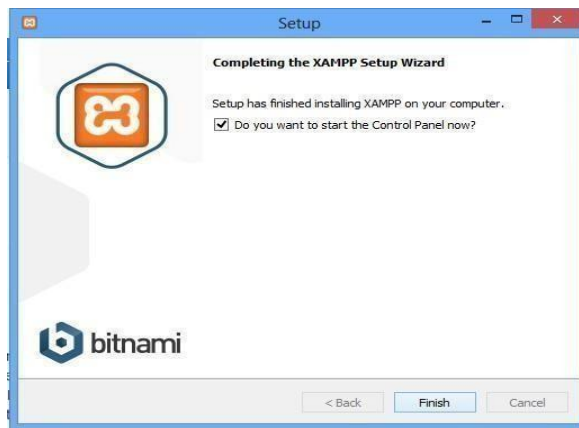 Setup
Completing the XAMPP Setup Wizard
Setup has finished installing XAMPP on your computer.
Do you want to start the Control Panel now?
bitnami
< Back
Finish
Cancel